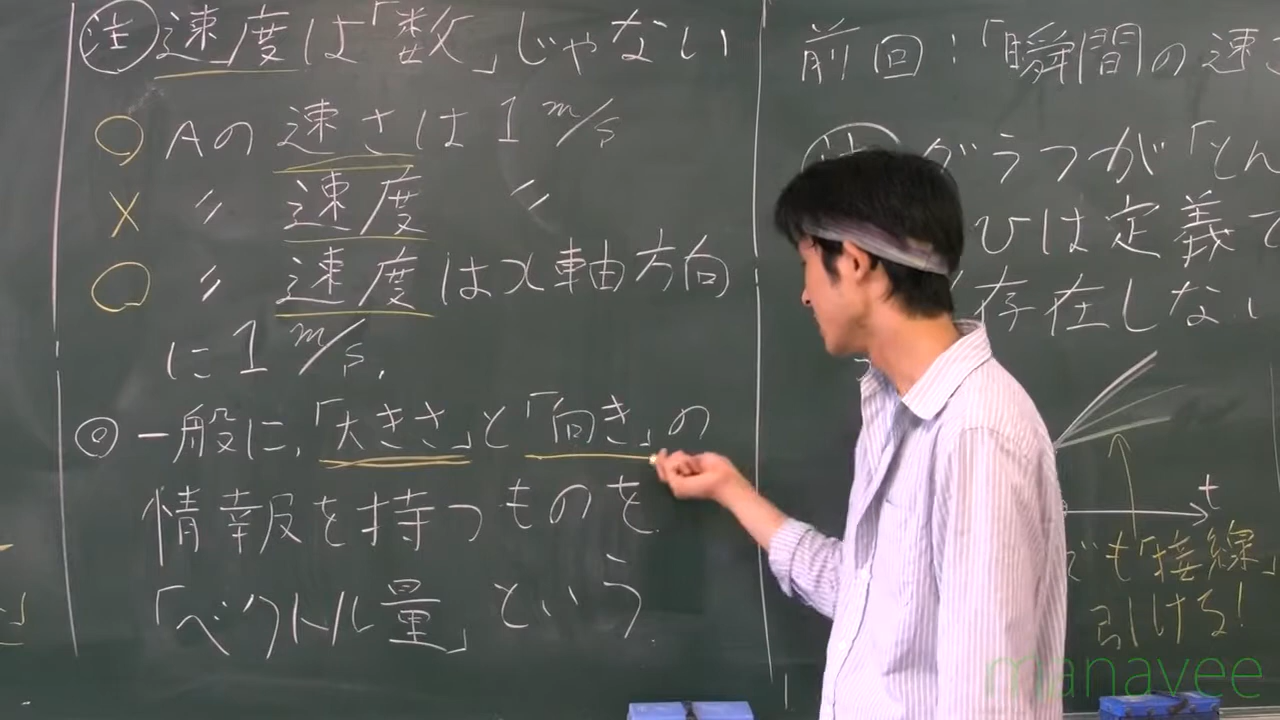 注 速度は「数」じゃない
○ Aの 速さは 1 m/s
× 〃 速度 〃
○ 〃 速度はx軸方向
に 1 m/s.
◎ 一般に,「大きさ」と「向き」の
情報を持つものを
「ベクトル量」という.
前回:「瞬間の速さ
グラフが「とん
ひは定義で
存在しない
t
でも「接線」
引ける!
manavee